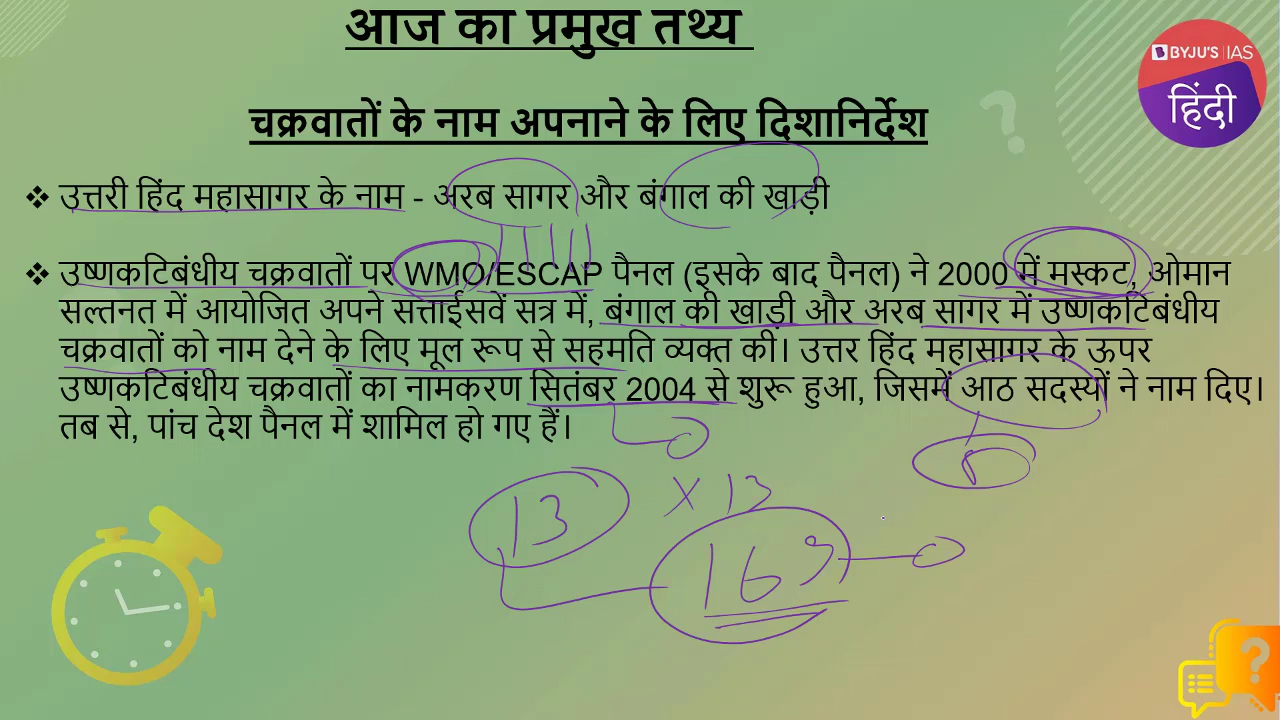 आज का प्रमुख तथ्य
BYJU'S IAS
हिंदी
चक्रवातों के नाम अपनाने के लिए दिशानिर्देश
❖ उत्तरी हिंद महासागर के नाम - अरब सागर और बंगाल की खाड़ी
❖ उष्णकटिबंधीय चक्रवातों पर WMO/ESCAP पैनल (इसके बाद पैनल) ने 2000 में मस्कट, ओमान
सल्तनत में आयोजित अपने सत्ताईसवें सत्र में, बंगाल की खाड़ी और अरब सागर में उष्णकटिबंधीय
चक्रवातों को नाम देने के लिए मूल रूप से सहमति व्यक्त की। उत्तर हिंद महासागर के ऊपर
उष्णकटिबंधीय चक्रवातों का नामकरण सितंबर 2004 से शुरू हुआ, जिसमें आठ सदस्यों ने नाम दिए।
तब से, पांच देश पैनल में शामिल हो गए हैं।
13 x 13
169